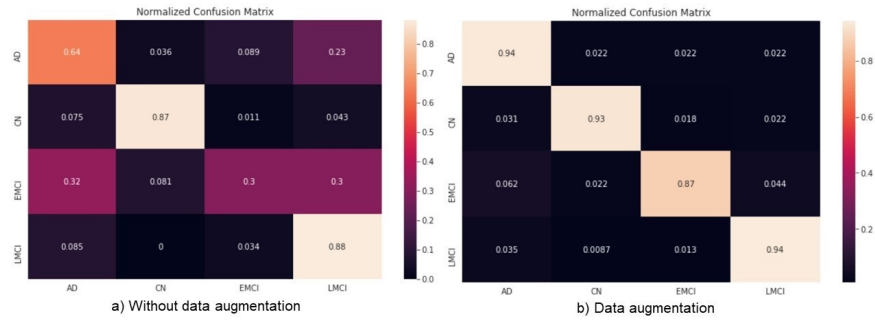 Normalized Confusion Matrix
AD 0.64 0.036 0.089 0.23
CN 0.075 0.87 0.011 0.043
EMCI 0.32 0.081 0.3 0.3
LMCI 0.085 0 0.034 0.88
AD CN EMCI LMCI
0.8
0.7
0.6
0.5
0.4
0.3
0.2
0.1
0.0
a) Without data augmentation
Normalized Confusion Matrix
AD 0.94 0.022 0.022 0.022
CN 0.031 0.93 0.018 0.022
EMCI 0.062 0.022 0.87 0.044
LMCI 0.035 0.0087 0.013 0.94
AD CN EMCI LMCI
0.8
0.6
0.4
0.2
b) Data augmentation